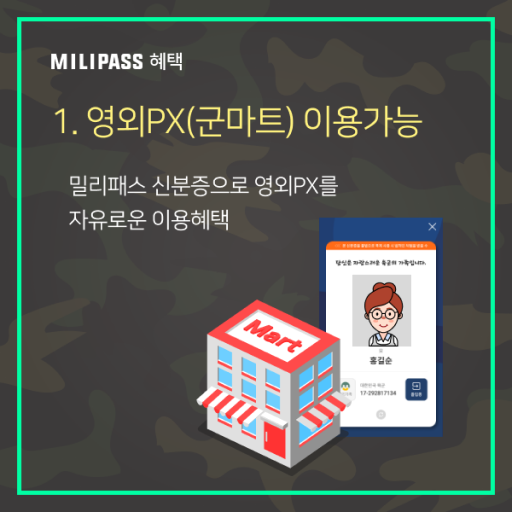 MILIPASS 혜택
1. 영외PX(군마트) 이용가능
밀리패스 신분증으로 영외PX를
자유로운 이용혜택
당신은 자랑스러운 육군의 가족입니다.
홍길순
대한민국 육군
17-292817134
Mart